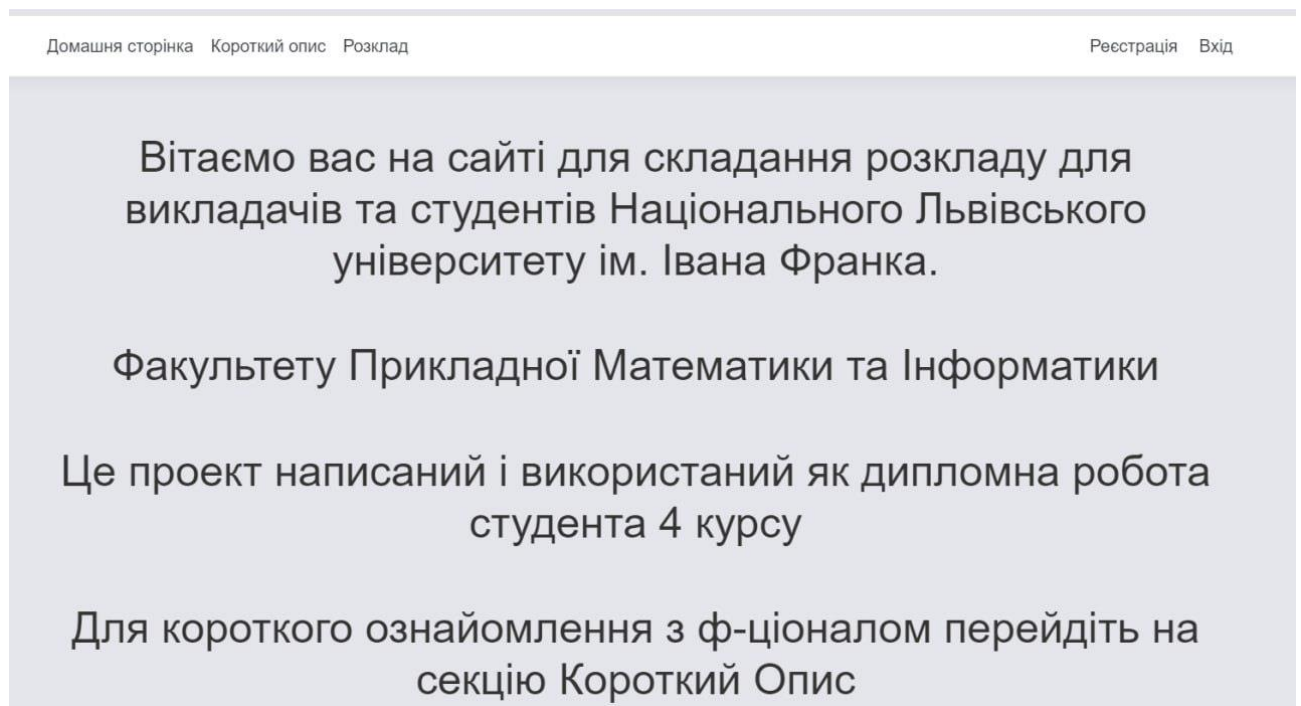 Домашня сторінка Короткий опис Розклад Реєстрація Вхід
Вітаємо вас на сайті для складання розкладу для
викладачів та студентів Національного Львівського
університету ім. Івана Франка.
Факультету Прикладної Математики та Інформатики
Це проект написаний і використаний як дипломна робота
студента 4 курсу
Для короткого ознайомлення з ф-ціоналом перейдіть на
секцію Короткий Опис